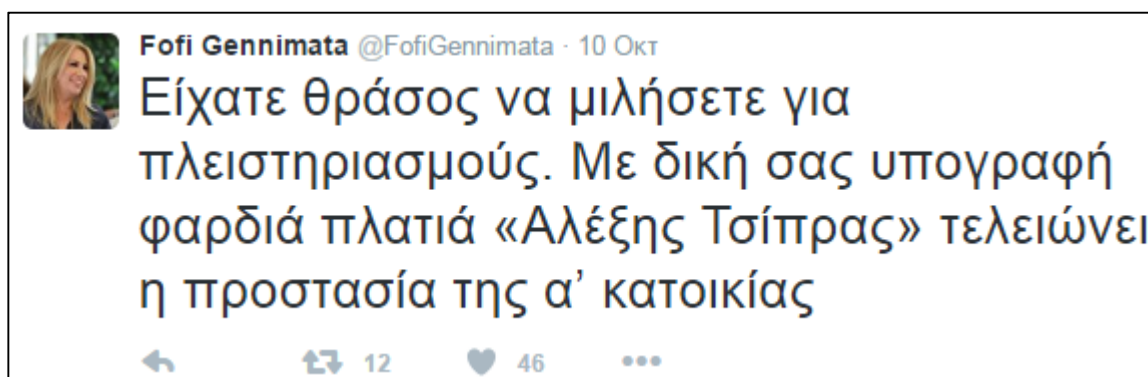 Fofi Gennimata @FofiGennimata · 10 Οκτ
Είχατε θράσος να μιλήσετε για
πλειστηριασμούς. Με δική σας υπογραφή
φαρδιά πλατιά «Αλέξης Τσίπρας» τελειώνει
η προστασία της α’ κατοικίας
12 46